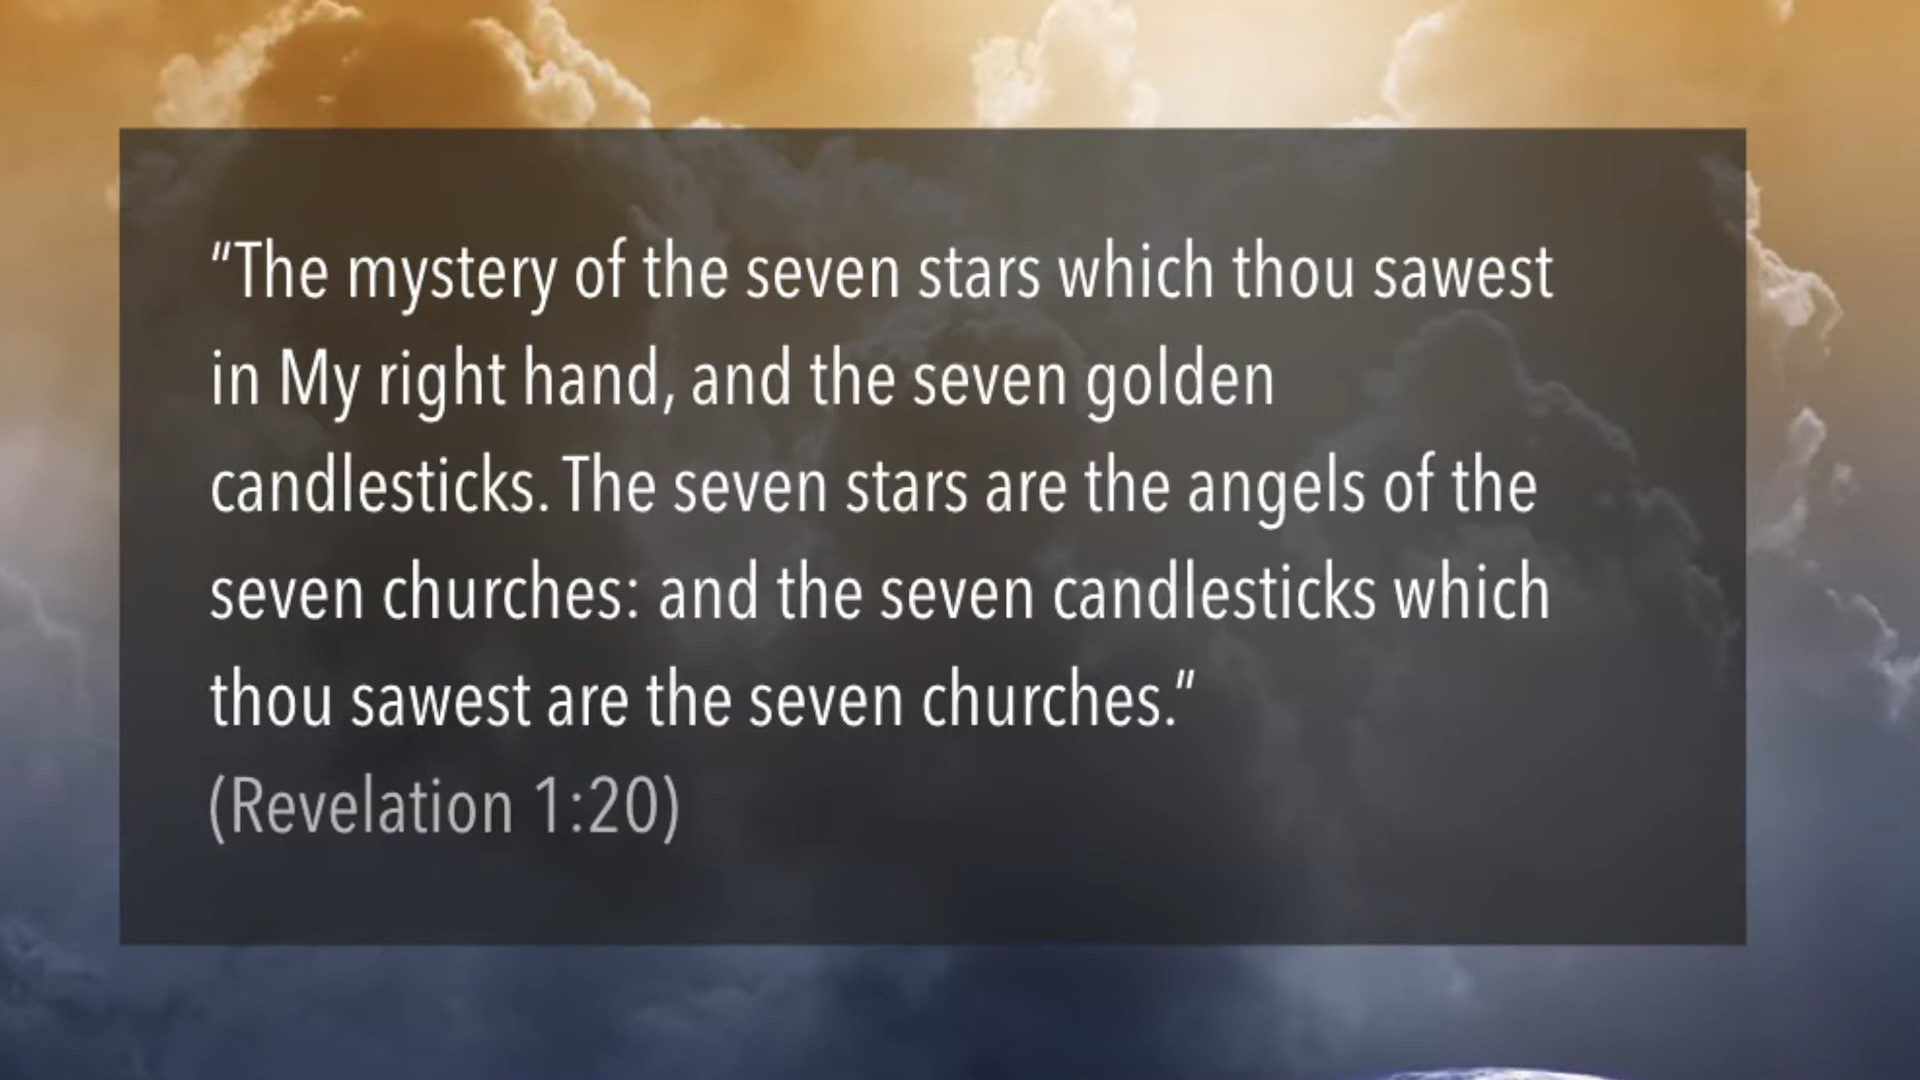 “The mystery of the seven stars which thou sawest
in My right hand, and the seven golden
candlesticks. The seven stars are the angels of the
seven churches: and the seven candlesticks which
thou sawest are the seven churches.”
(Revelation 1:20)